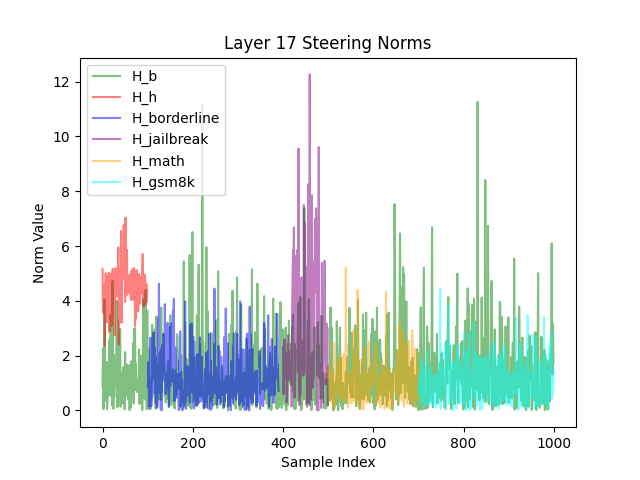 Layer 17 Steering Norms
H_b
H_h
H_borderline
H_jailbreak
H_math
H_gsm8k
12
10
8
6
4
2
0
Norm Value
0
200
400
600
800
1000
Sample Index